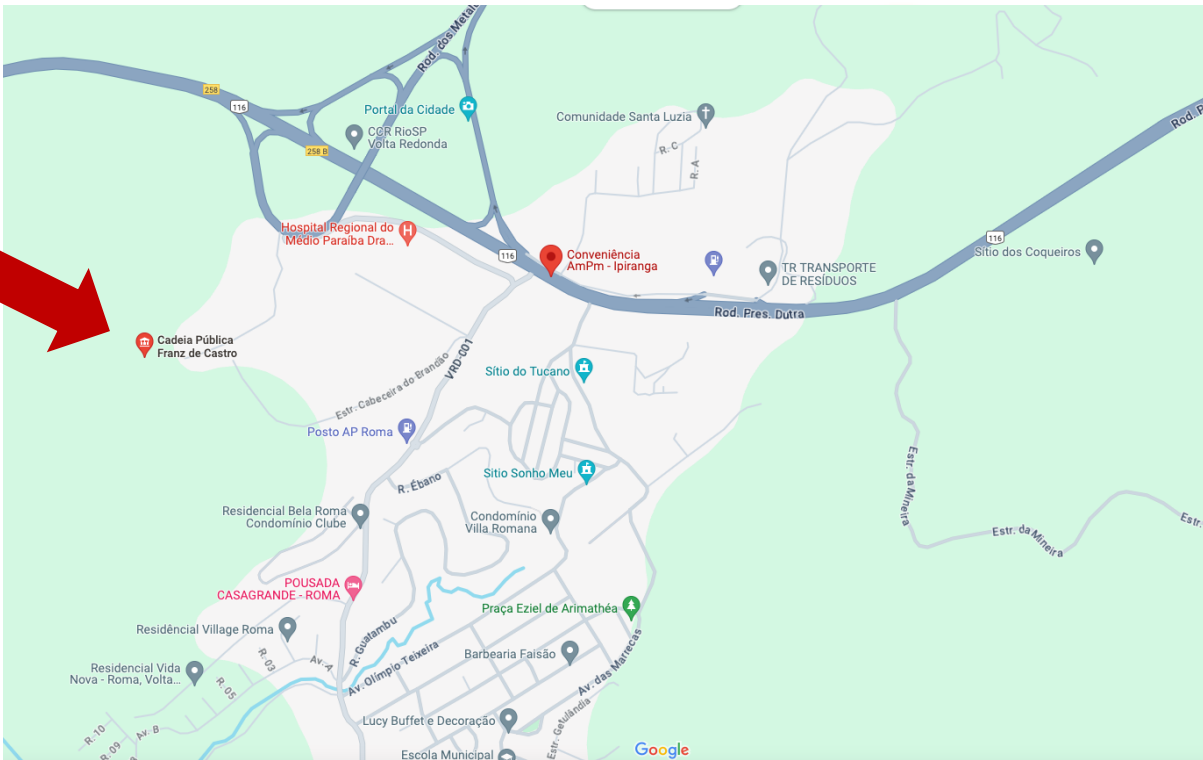 Rod. dos Metalú
258
116
Portal da Cidade
CCR RioSP
Volta Redonda
258 B
Comunidade Santa Luzia
R. C
R. A
Rod. P
Hospital Regional do
Médio Paraíba Dra...
116
Conveniência
AmPm - Ipiranga
TR TRANSPORTE
DE RESÍDUOS
116
Sitio dos Coqueiros
Rod. Pres. Dutra
Cadeia Pública
Franz de Castro
VRD-001
Estr. Cabeceira do Brandão
Sítio do Tucano
Posto AP Roma
Sitio Sonho Meu
R. Ébano
Residencial Bela Roma
Condomínio Clube
Condomínio
Villa Romana
Estr. da Mineira
Estr. da Mineira
Estr.
POUSADA
CASAGRANDE - ROMA
Praça Eziel de Arimathéa
Residêncial Village Roma
R. Guatambu
R. 03
Av. 4
Av. Olímpio Teixeira
Barbearia Faisão
Av. das Marrecas
Residencial Vida
Nova - Roma, Volta...
R. 05
Estr. Getulândia
R. 10
Av. B
R. 09
Lucy Buffet e Decoração
Escola Municipal
Google